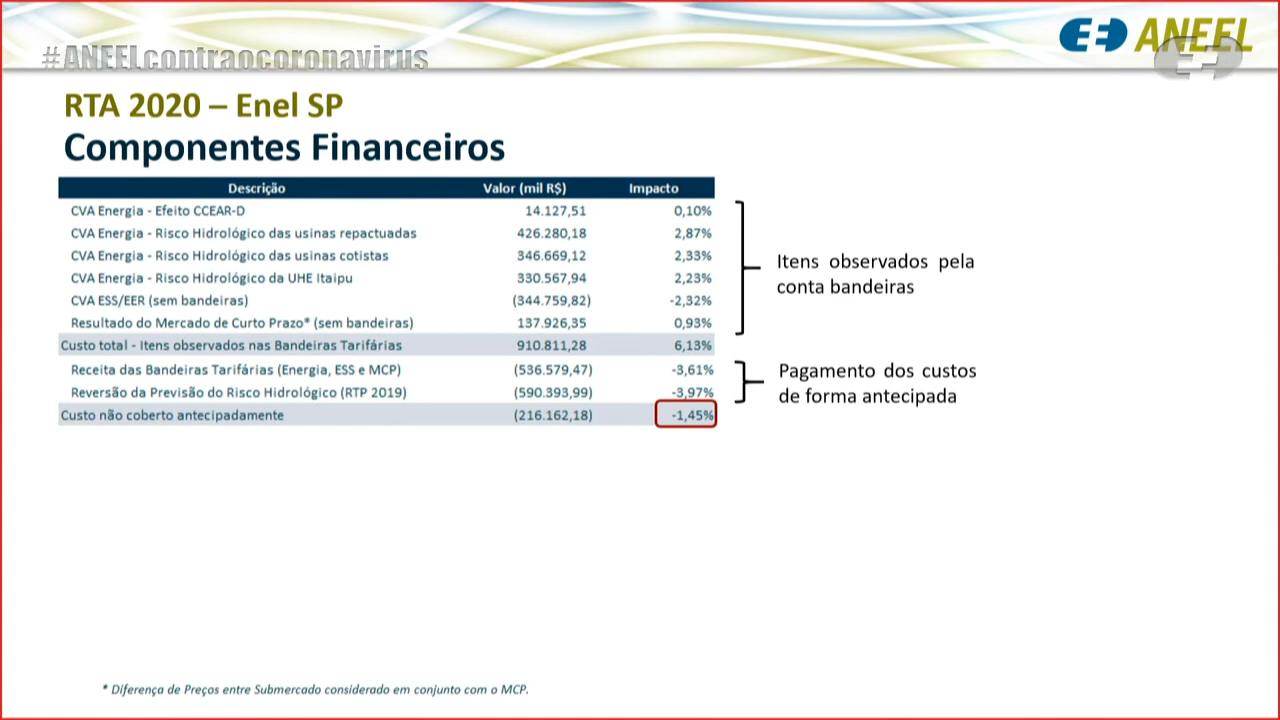 #ANEELcontraocoronavirus
ANEEL
RTA 2020 – Enel SP
Componentes Financeiros
Descrição Valor (mil R$) Impacto
CVA Energia - Efeito CCEAR-D 14.127,51 0,10%
CVA Energia - Risco Hidrológico das usinas repactuadas 426.280,18 2,87%
CVA Energia - Risco Hidrológico das usinas cotistas 346.669,12 2,33%
CVA Energia - Risco Hidrológico da UHE Itaipu 330.567,94 2,23%
CVA ESS/EER (sem bandeiras) (344.759,82) -2,32%
Resultado do Mercado de Curto Prazo* (sem bandeiras) 137.926,35 0,93%
Custo total - Itens observados nas Bandeiras Tarifárias 910.811,28 6,13%
Receita das Bandeiras Tarifárias (Energia, ESS e MCP) (536.579,47) -3,61%
Reversão da Previsão do Risco Hidrológico (RTP 2019) (590.393,99) -3,97%
Custo não coberto antecipadamente (216.162,18) -1,45%
Itens observados pela
conta bandeiras
Pagamento dos custos
de forma antecipada
* Diferença de Preços entre Submercado considerado em conjunto com o MCP.